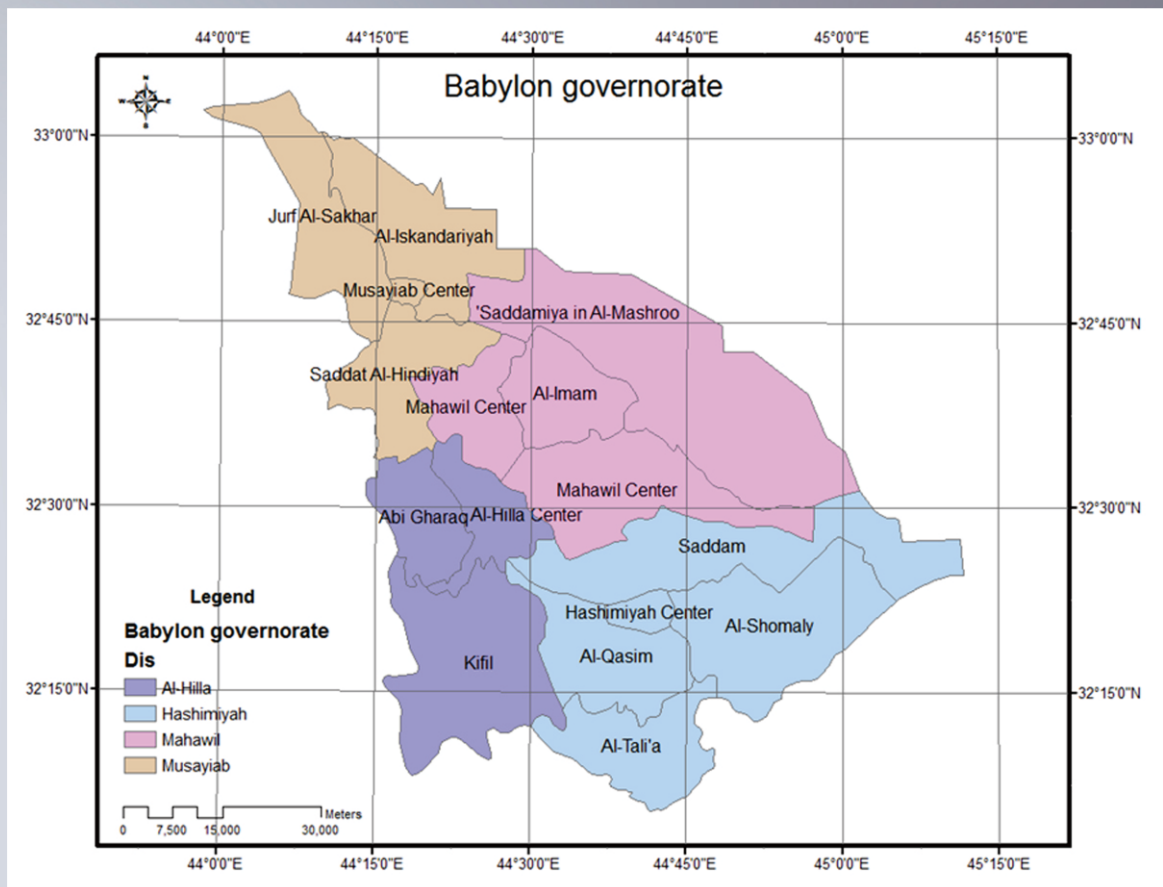 44°0'0"E 44°15'0"E 44°30'0"E 44°45'0"E 45°0'0"E 45°15'0"E
Babylon governorate
N
W E
S
33°0'0"N 33°0'0"N
Jurf Al-Sakhar
Al-Iskandariyah
Musayiab Center
'Saddamiya in Al-Mashroo
32°45'0"N 32°45'0"N
Saddat Al-Hindiyah
Al-Imam
Mahawil Center
Mahawil Center
32°30'0"N 32°30'0"N
Abi Gharaq Al-Hilla Center
Saddam
Hashimiyah Center
Al-Shomaly
Al-Qasim
Kifil
32°15'0"N 32°15'0"N
Al-Tali'a
Legend
Babylon governorate
Dis
Al-Hilla
Hashimiyah
Mahawil
Musayiab
Meters
0 7,500 15,000 30,000
44°0'0"E 44°15'0"E 44°30'0"E 44°45'0"E 45°0'0"E 45°15'0"E